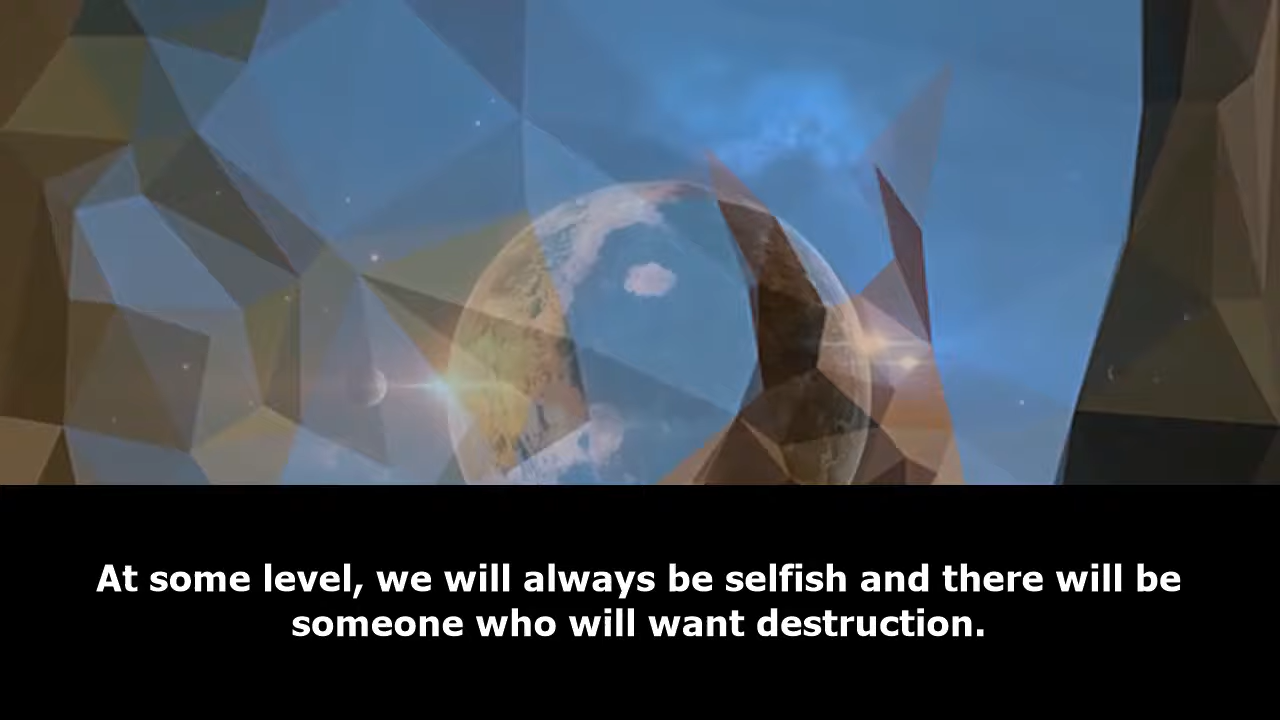 At some level, we will always be selfish and there will be
someone who will want destruction.